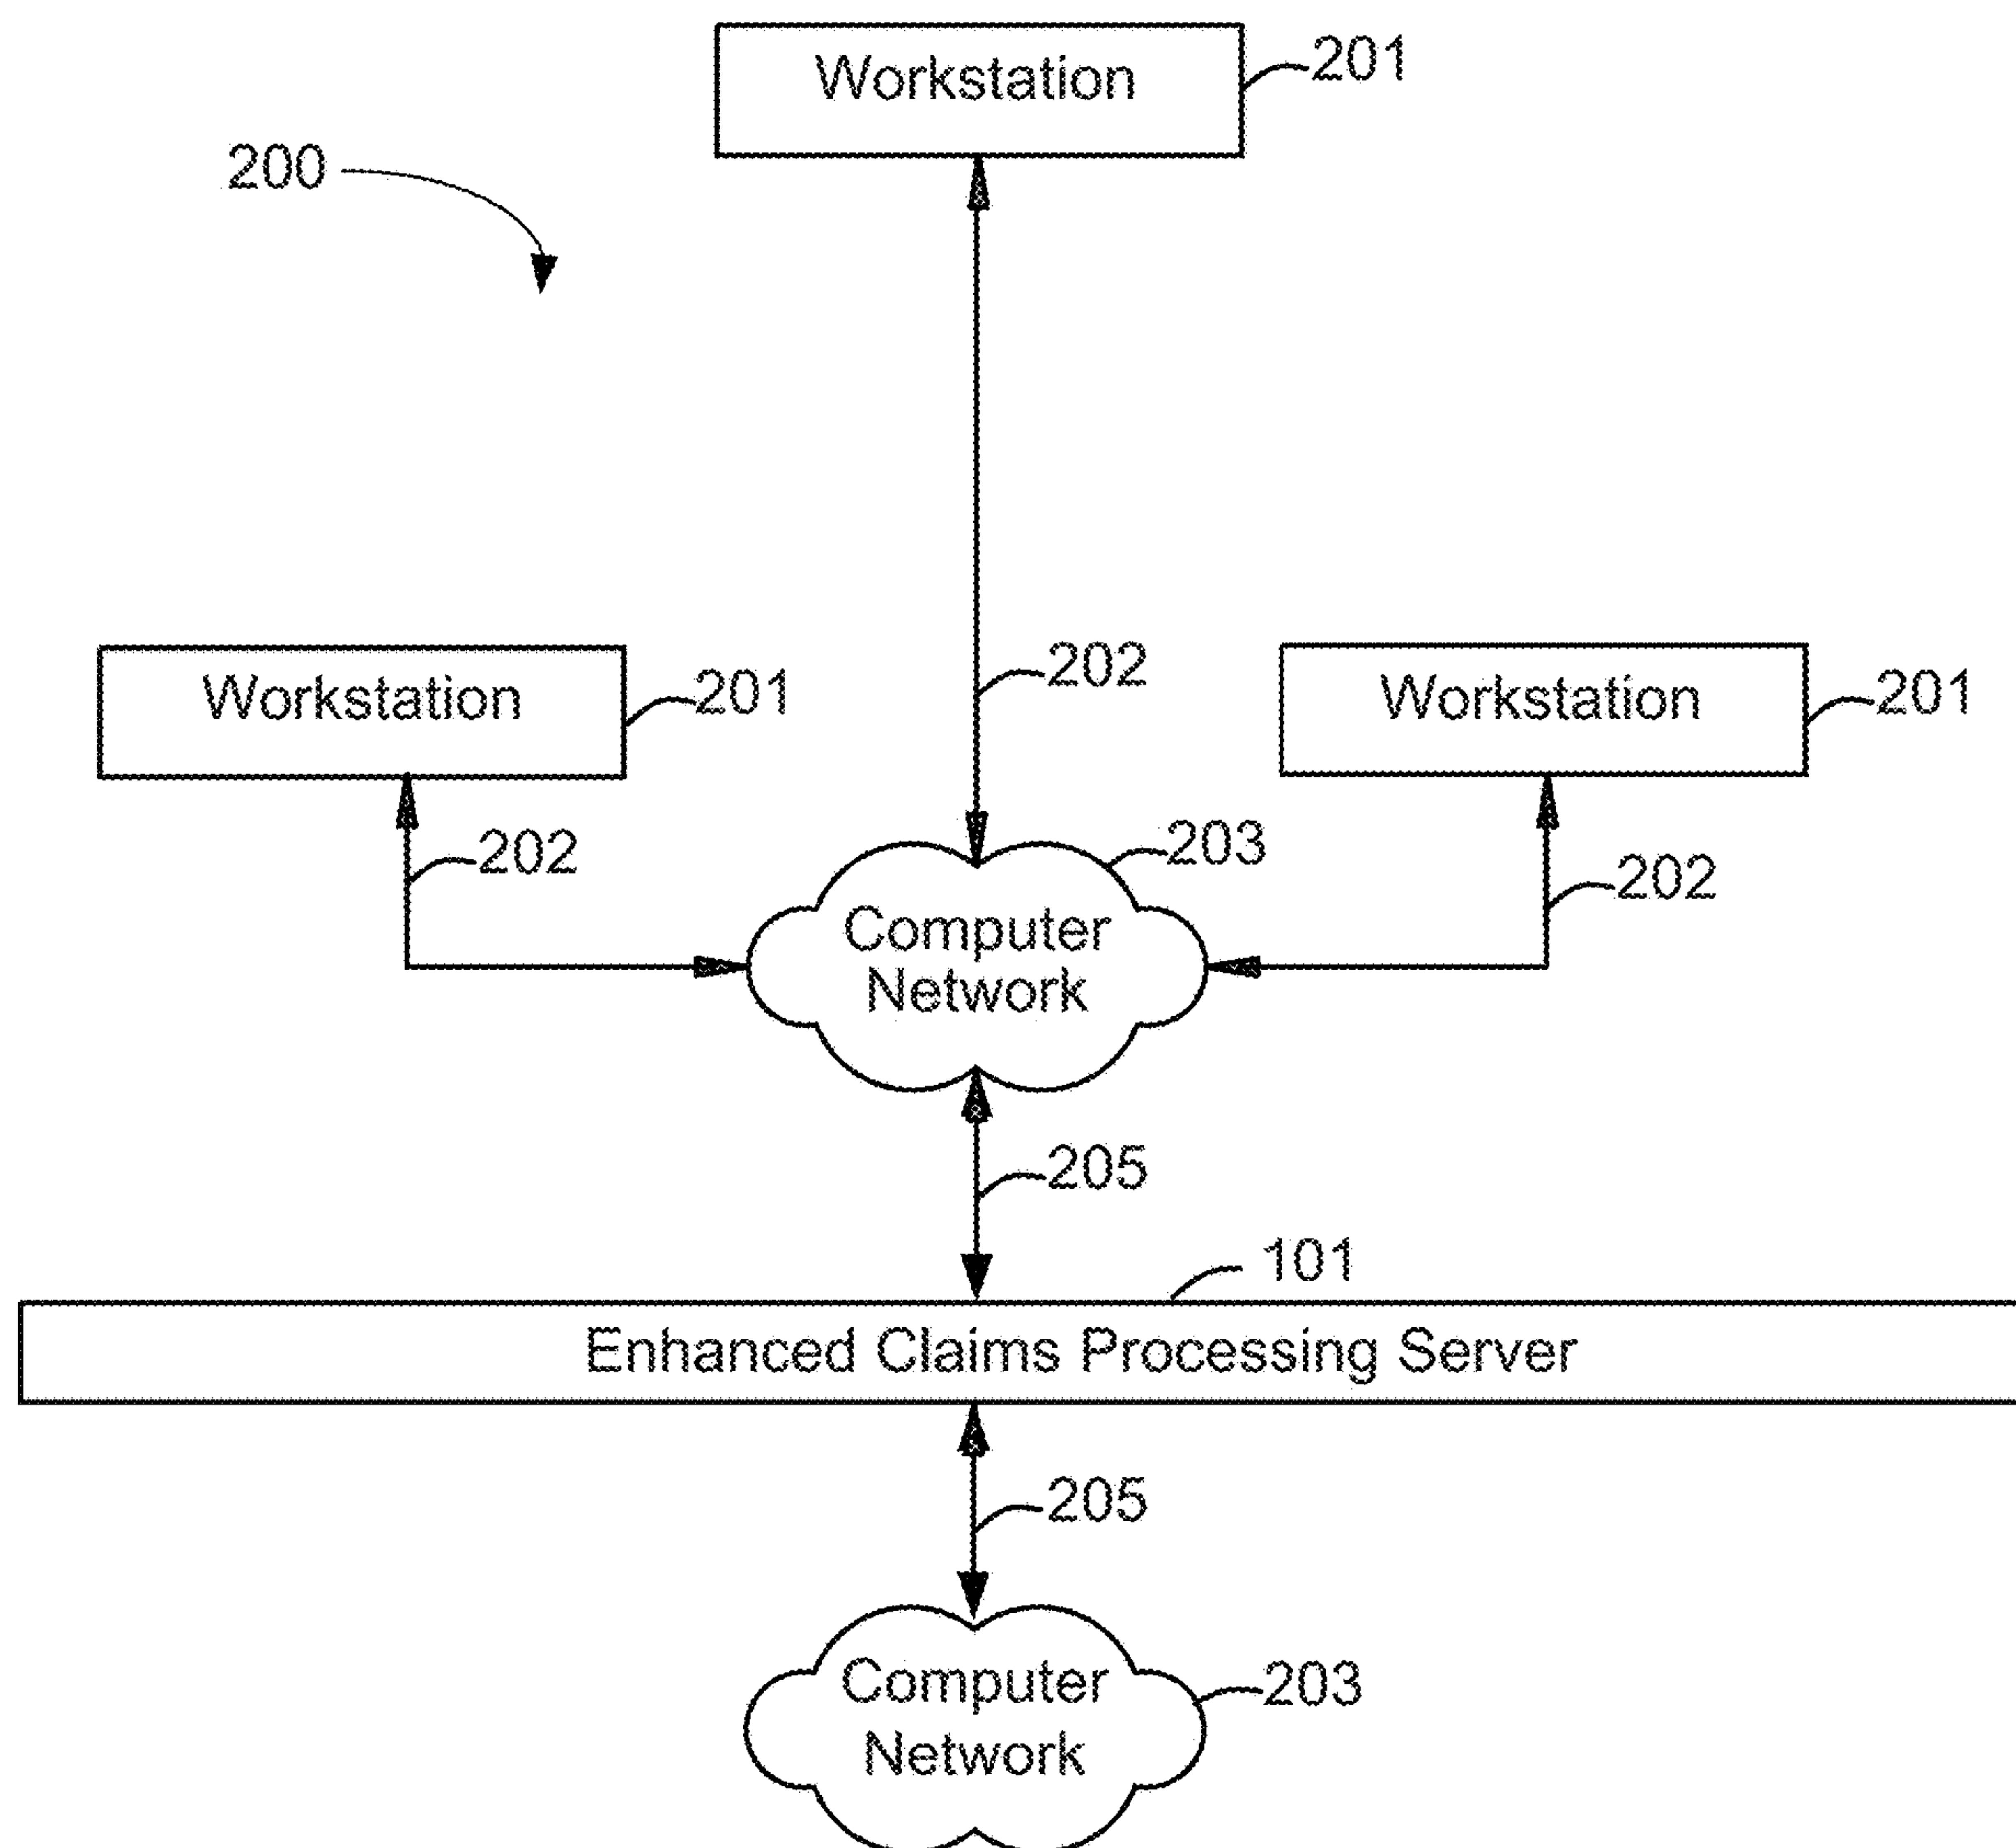 Workstation
201
200
202
Workstation
201
Workstation
201
202
203
202
Computer
Network
205
101
Enhanced Claims Processing Server
205
Computer
Network
203